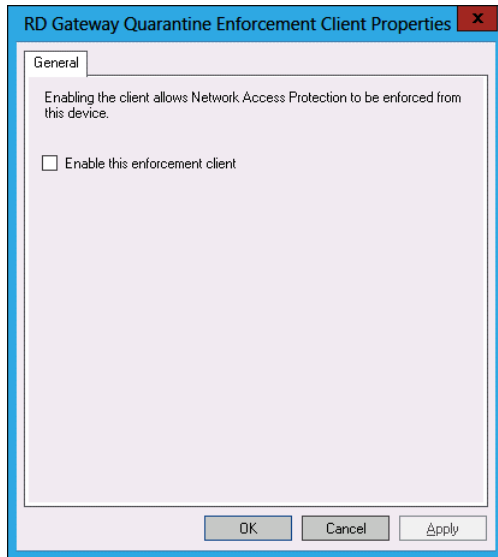 RD Gateway Quarantine Enforcement Client Properties
x
General
Enabling the client allows Network Access Protection to be enforced from
this device.
Enable this enforcement client
OK Cancel Apply